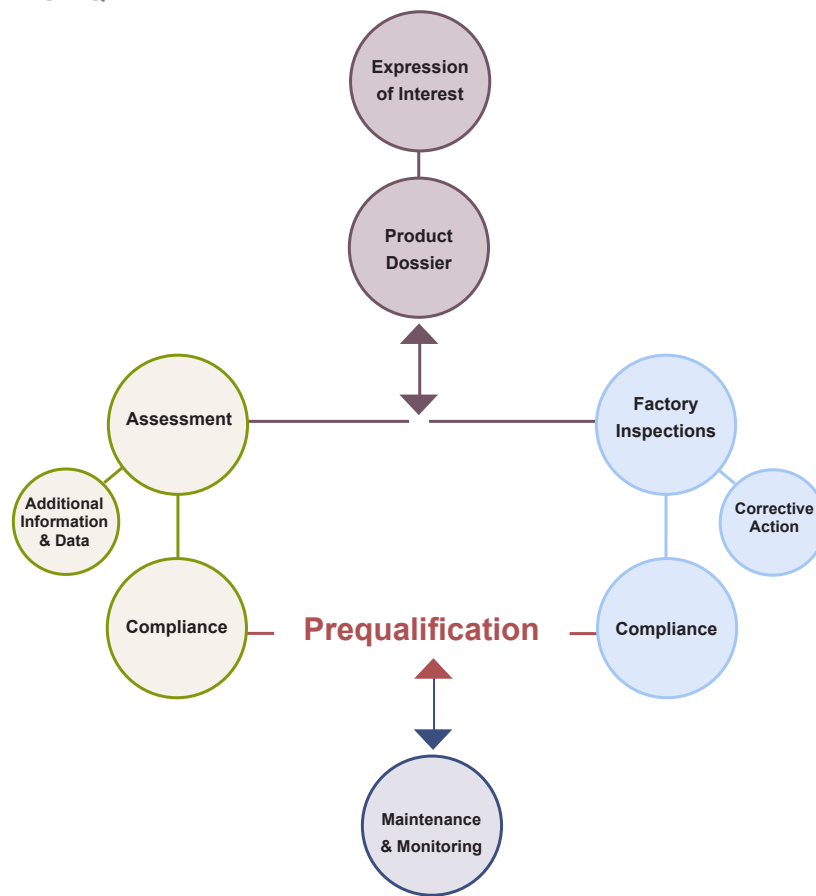 Expression
of Interest
Product
Dossier
Assessment
Factory
Inspections
Additional
Information
& Data
Corrective
Action
Compliance
Prequalification
Compliance
Maintenance
& Monitoring